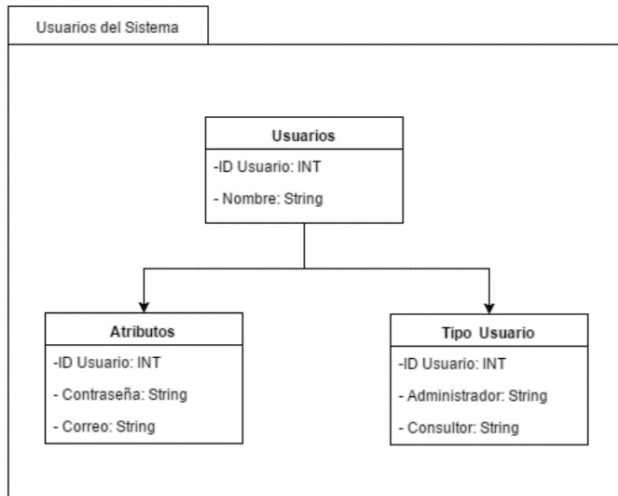 Usuarios del Sistema
Usuarios
-ID Usuario: INT
- Nombre: String
Atributos
-ID Usuario: INT
- Contraseña: String
- Correo: String
Tipo Usuario
-ID Usuario: INT
- Administrador: String
- Consultor: String